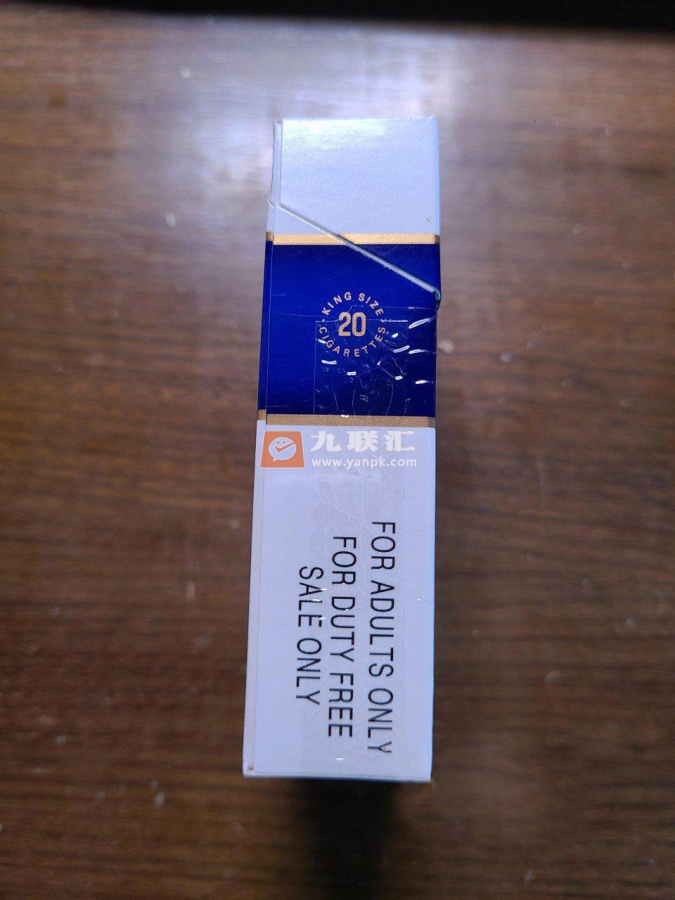 KING SIZE
20
CIGARETTES
九联汇
www.yanpk.com
FOR ADULTS ONLY
FOR DUTY FREE
SALE ONLY